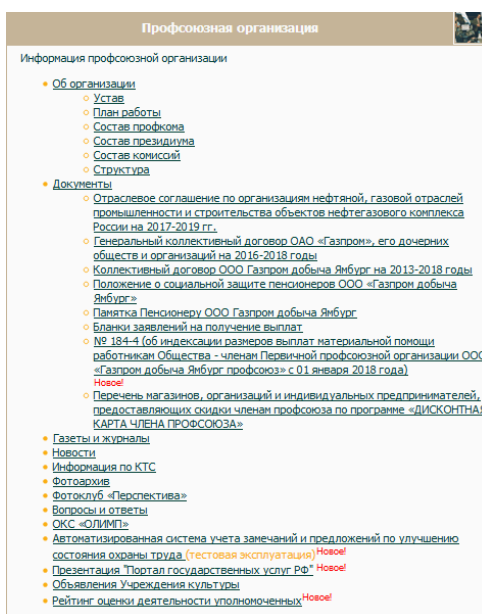 Профсоюзная организация
Информация профсоюзной организации
Об организации
Устав
План работы
Состав профкома
Состав президиума
Состав комиссий
Структура
Документы
Отраслевое соглашение по организациям нефтяной, газовой отраслей
промышленности и строительства объектов нефтегазового комплекса
России на 2017-2019 гг.
Генеральный коллективный договор ОАО «Газпром», его дочерних
обществ и организаций на 2016-2018 годы
Коллективный договор ООО Газпром добыча Ямбург на 2013-2018 годы
Положение о социальной защите пенсионеров ООО «Газпром добыча
Ямбург»
Памятка Пенсионеру ООО Газпром добыча Ямбург
Бланки заявлений на получение выплат
№ 184-4 (об индексации размеров выплат материальной помощи
работникам Общества - членам Первичной профсоюзной организации ООО
«Газпром добыча Ямбург профсоюз» с 01 января 2018 года)
Новое!
Перечень магазинов, организаций и индивидуальных предпринимателей,
предоставляющих скидки членам профсоюза по программе «ДИСКОНТНАЯ
КАРТА ЧЛЕНА ПРОФСОЮЗА»
Газеты и журналы
Новости
Информация по КТС
Фотоархив
Фотоклуб «Перспектива»
Вопросы и ответы
ОКС «ОЛИМП»
Автоматизированная система учета замечаний и предложений по улучшению
состояния охраны труда (тестовая эксплуатация) Новое!
Презентация "Портал государственных услуг РФ" Новое!
Объявления Учреждения культуры
Рейтинг оценки деятельности уполномоченных Новое!